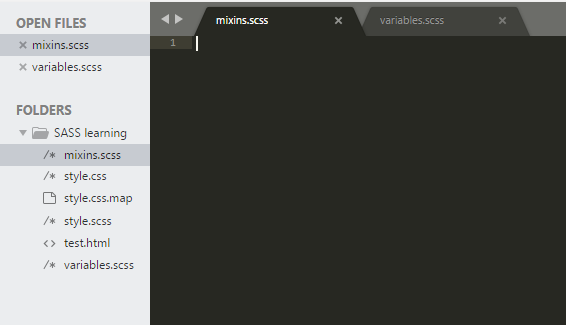 OPEN FILES
mixins.scss
variables.scss
FOLDERS
SASS learning
/* mixins.scss
/* style.css
style.css.map
/* style.scss
<> test.html
/* variables.scss
mixins.scss
variables.scss
1